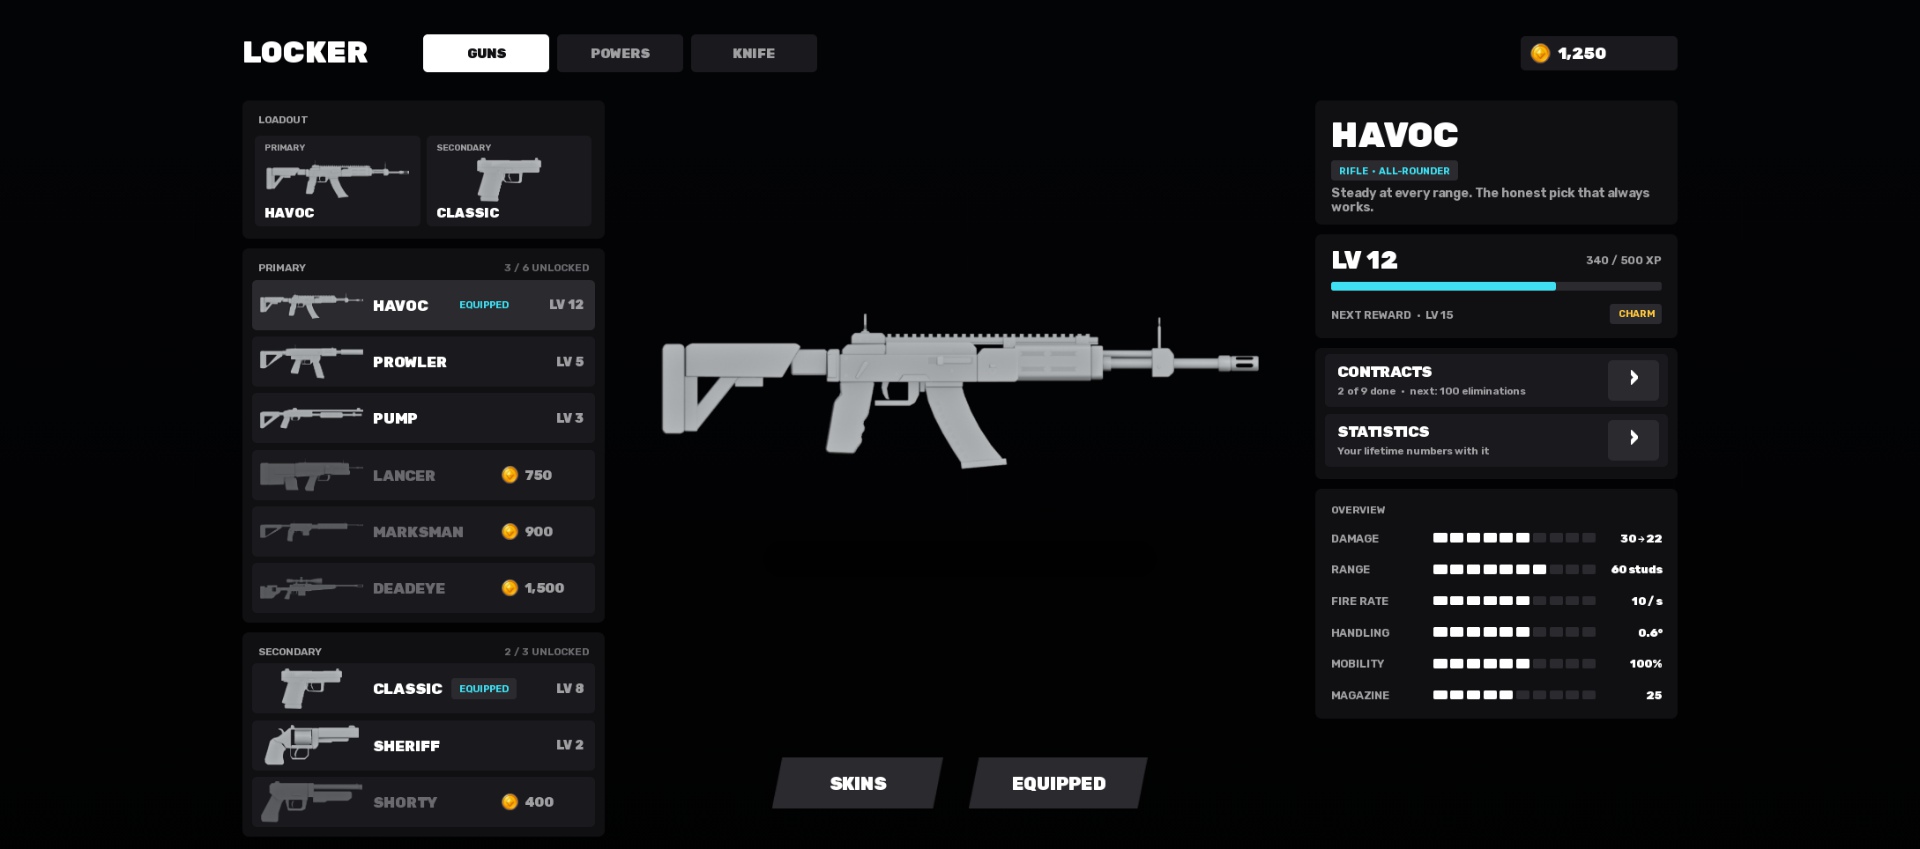 LOCKER
GUNS
POWERS
KNIFE
1,250
LOADOUT
PRIMARY
HAVOC
SECONDARY
CLASSIC
PRIMARY
3 / 6 UNLOCKED
HAVOC
EQUIPPED
LV 12
PROWLER
LV 5
PUMP
LV 3
LANCER
750
MARKSMAN
900
DEADEYE
1,500
SECONDARY
2 / 3 UNLOCKED
CLASSIC
EQUIPPED
LV 8
SHERIFF
LV 2
SHORTY
400
SKINS
EQUIPPED
HAVOC
RIFLE • ALL-ROUNDER
Steady at every range. The honest pick that always
works.
LV 12
340 / 500 XP
NEXT REWARD • LV 15
CHARM
CONTRACTS
2 of 9 done • next: 100 eliminations
STATISTICS
Your lifetime numbers with it
OVERVIEW
DAMAGE
30→22
RANGE
60 studs
FIRE RATE
10 / s
HANDLING
0.6°
MOBILITY
100%
MAGAZINE
25